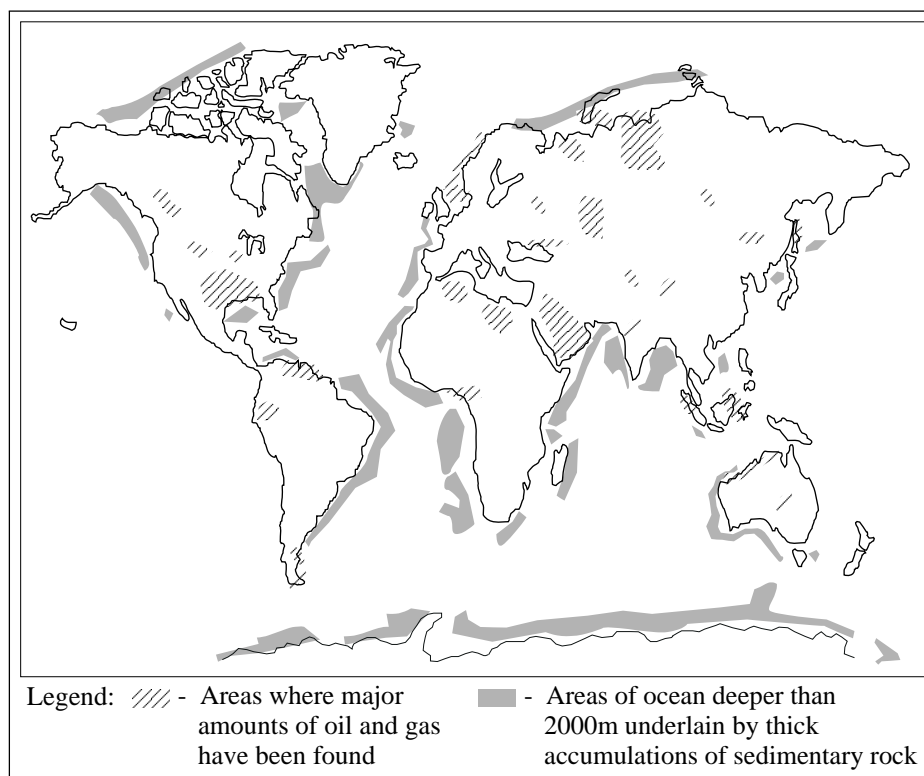 Legend:
- Areas where major
amounts of oil and gas
have been found
- Areas of ocean deeper than
2000m underlain by thick
accumulations of sedimentary rock